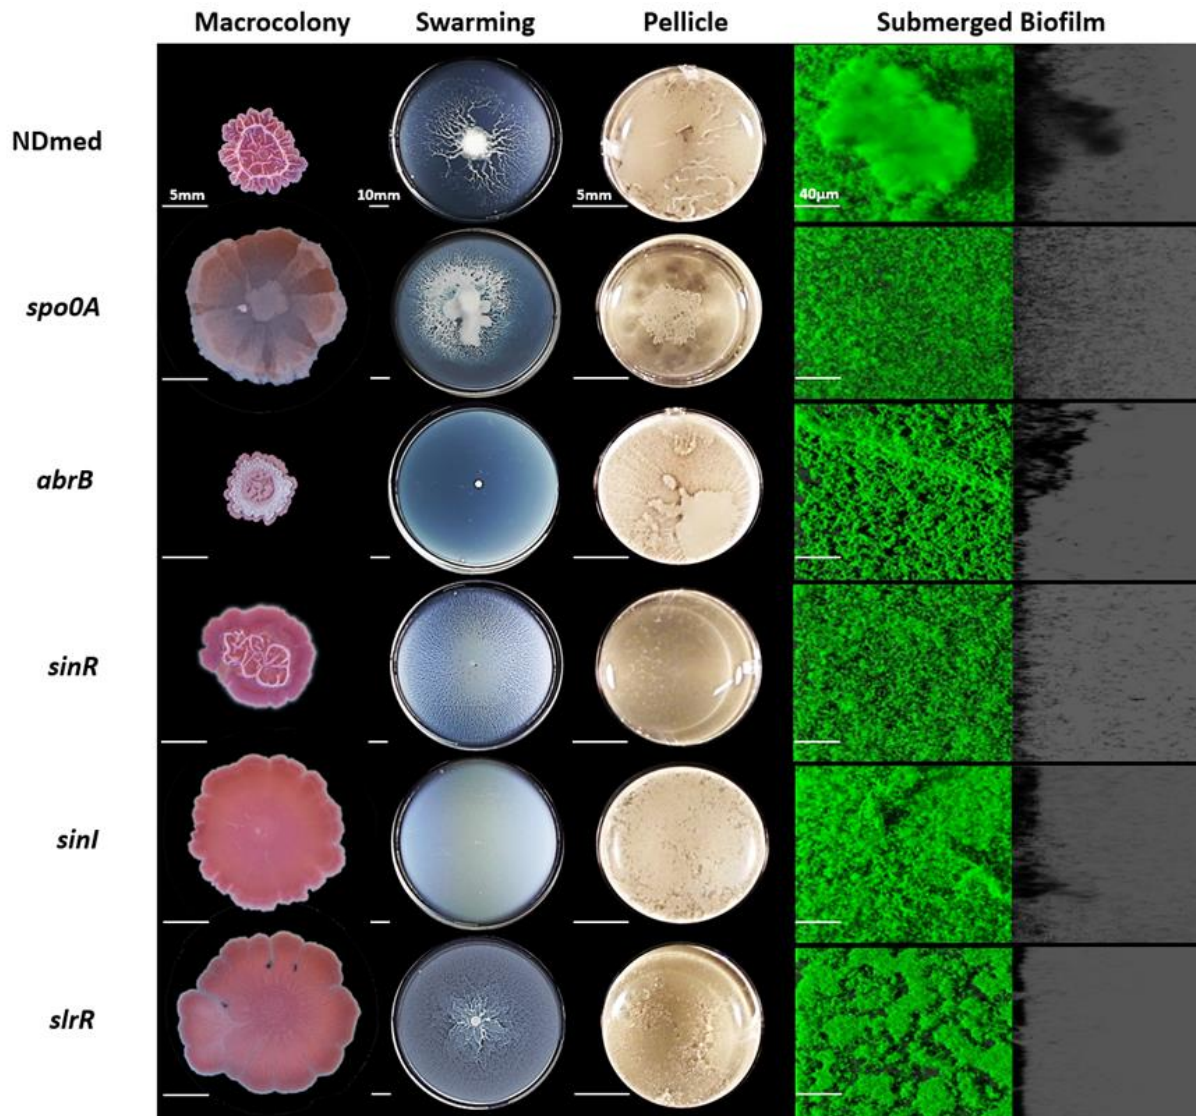 Macrocolony Swarming Pellicle Submerged Biofilm
NDmed
5mm 10mm 5mm 40µm
spo0A
abrB
sinR
sinI
slrR